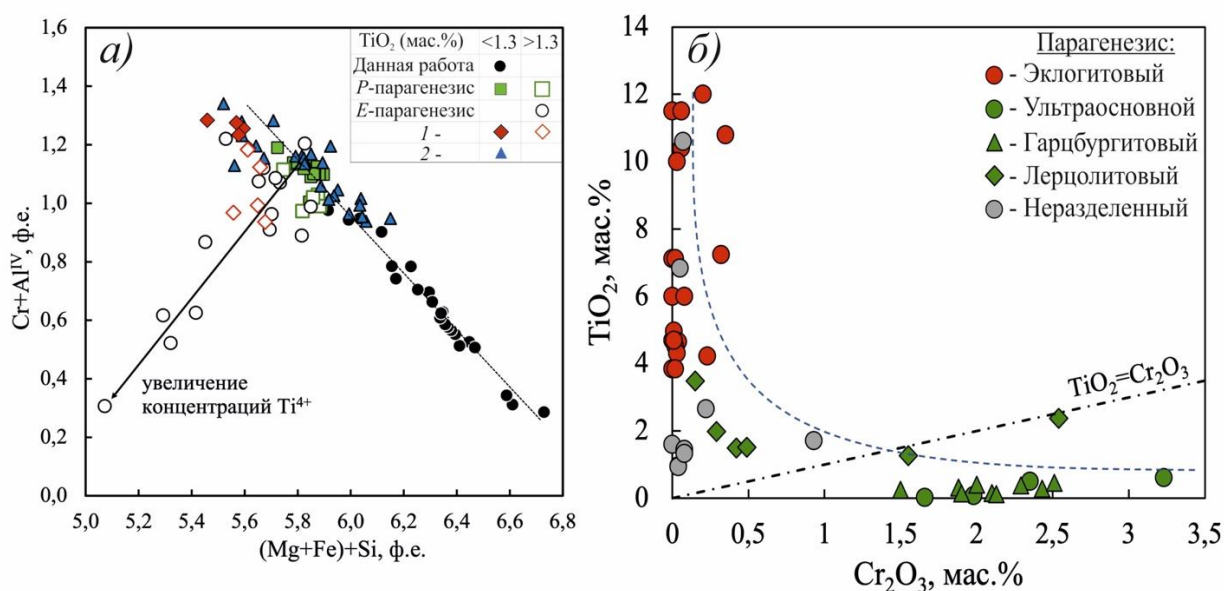 а)
TiO2 (мас.%) <1.3 >1.3
Данная работа
P-парагенезис
E-парагенезис
1 -
2 -
1,6
1,4
1,2
1,0
0,8
0,6
0,4
0,2
0,0
Cr+Al^IV, ф.е.
увеличение
концентраций Ti⁴⁺
5,0 5,2 5,4 5,6 5,8 6,0 6,2 6,4 6,6 6,8
(Mg+Fe)+Si, ф.е.
б)
Парагенезис:
- Эклогитовый
- Ультраосновной
- Гарцбургитовый
- Лерцолитовый
- Неразделенный
14
12
10
8
6
4
2
0
TiO2, мас.%
TiO2=Cr2O3
0 0,5 1 1,5 2 2,5 3 3,5
Cr2O3, мас.%